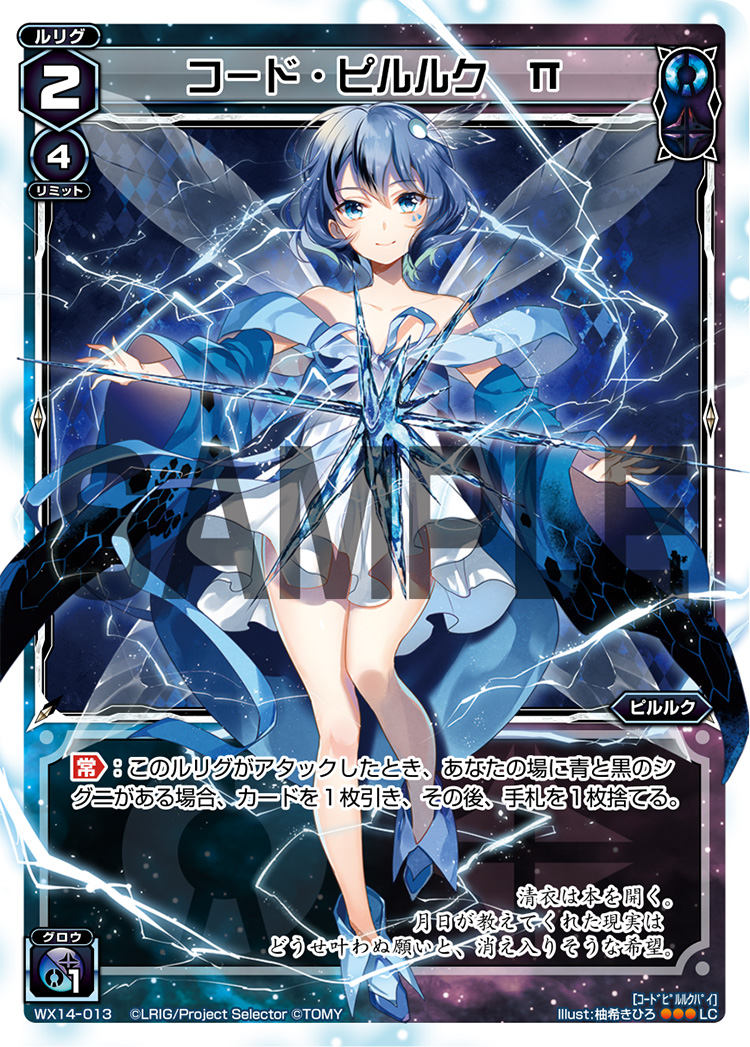 ルリグ
2
コード・ピルルク π
4
リミット
SAMPLE
ピルルク
常：このルリグがアタックしたとき、あなたの場に青と黒のシ
グニがある場合、カードを１枚引き、その後、手札を１枚捨てる。
清衣は本を開く。
月日が教えてくれた現実は
どうせ叶わぬ願いと、消え入りそうな希望。
グロウ
1
[ｺｰﾄﾞﾋﾟﾙﾙｸﾊﾟｲ]
WX14-013 ©LRIG/Project Selector ©TOMY Illust:柚希きひろ LC